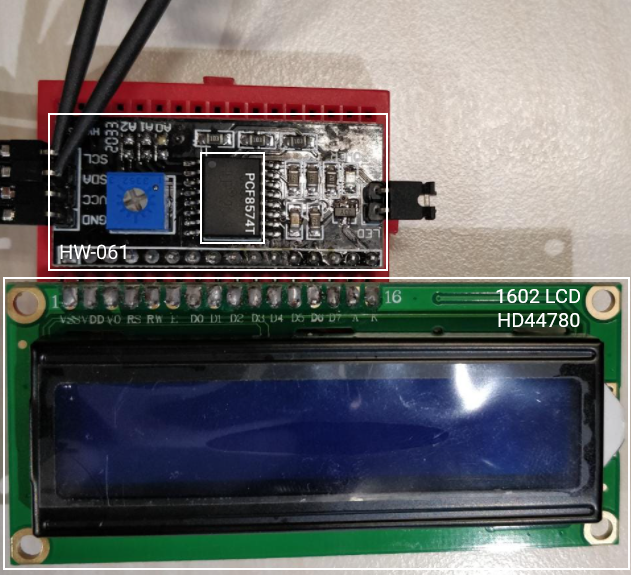 A0 A1 A2
SCL
SDA
VCC
GND
PCF8574T
LED
HW-061
1 16
1602 LCD
HD44780
VSS VDD VO RS RW E D0 D1 D2 D3 D4 D5 D6 D7 A K